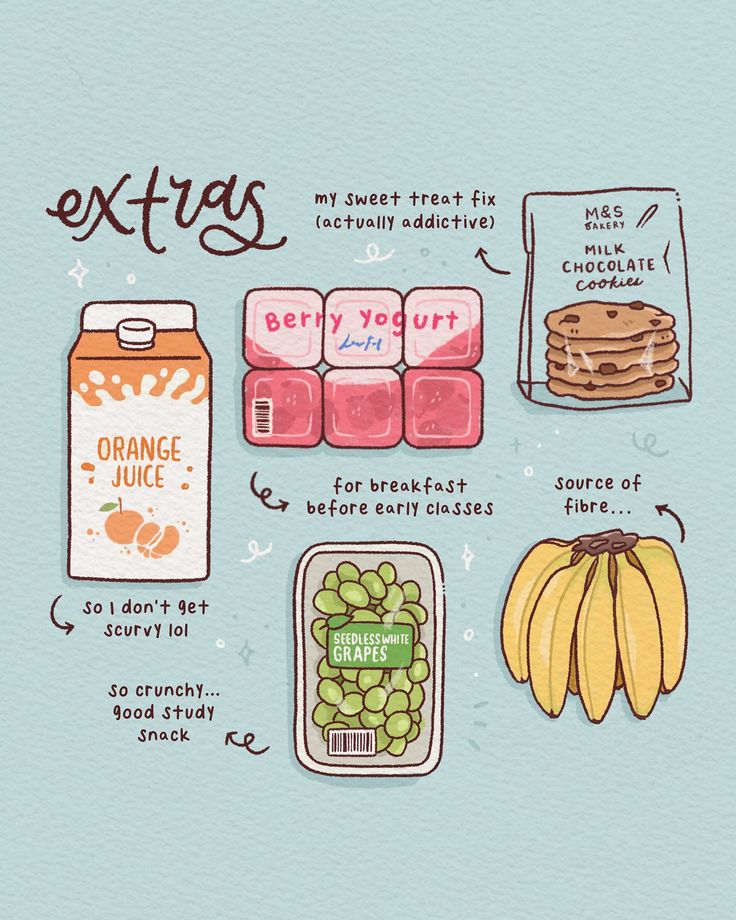 extras
my sweet treat fix
(actually addictive)
M&S
BAKERY
MILK
CHOCOLATE
cookies
Berry Yogurt
ORANGE
JUICE
for breakfast
before early classes
source of
fibre...
so I don't get
scurvy lol
SEEDLESS WHITE
GRAPES
so crunchy...
good study
snack